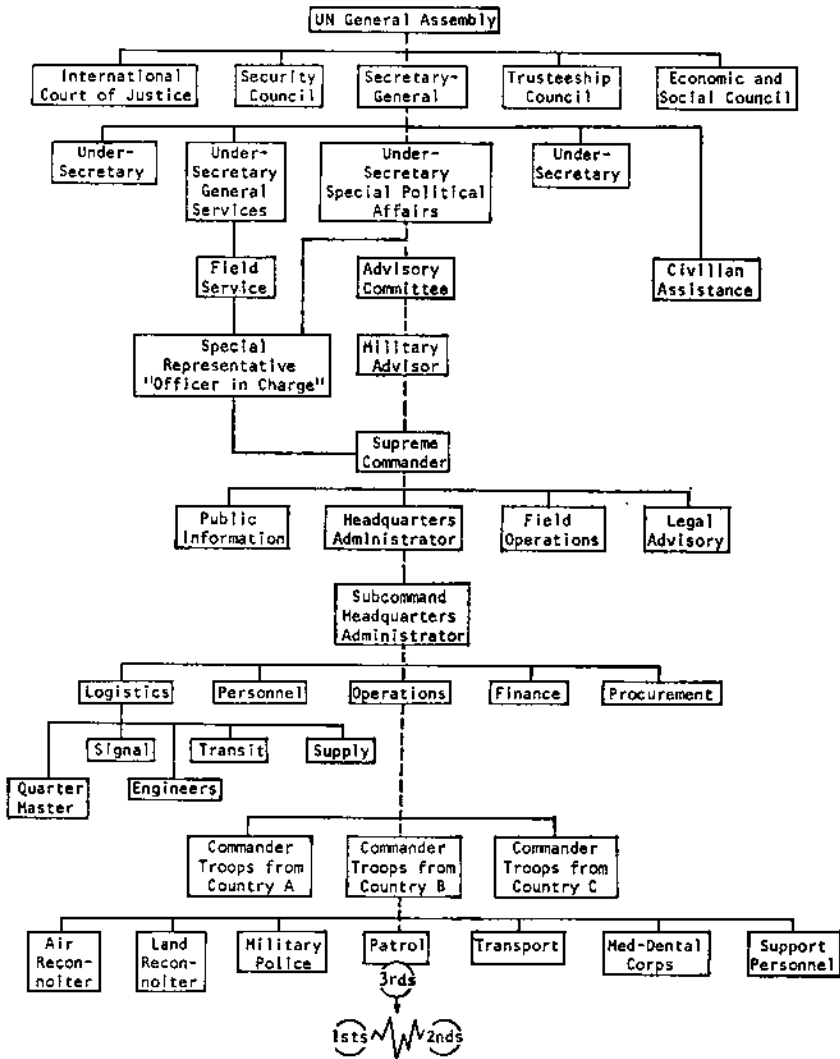 UN General Assembly
International
Court of Justice
Security
Council
Secretary-
General
Trusteeship
Council
Economic and
Social Council
Under-
Secretary
Under-
Secretary
General
Services
Under-
Secretary
Special Political
Affairs
Under-
Secretary
Field
Service
Advisory
Committee
Civilian
Assistance
Special
Representative
"Officer in Charge"
Military
Advisor
Supreme
Commander
Public
Information
Headquarters
Administrator
Field
Operations
Legal
Advisory
Subcommand
Headquarters
Administrator
Logistics
Personnel
Operations
Finance
Procurement
Signal
Transit
Supply
Quarter
Master
Engineers
Commander
Troops from
Country A
Commander
Troops from
Country B
Commander
Troops from
Country C
Air
Recon-
noiter
Land
Recon-
noiter
Military
Police
Patrol
Transport
Med-Dental
Corps
Support
Personnel
3rds
1sts
2nds